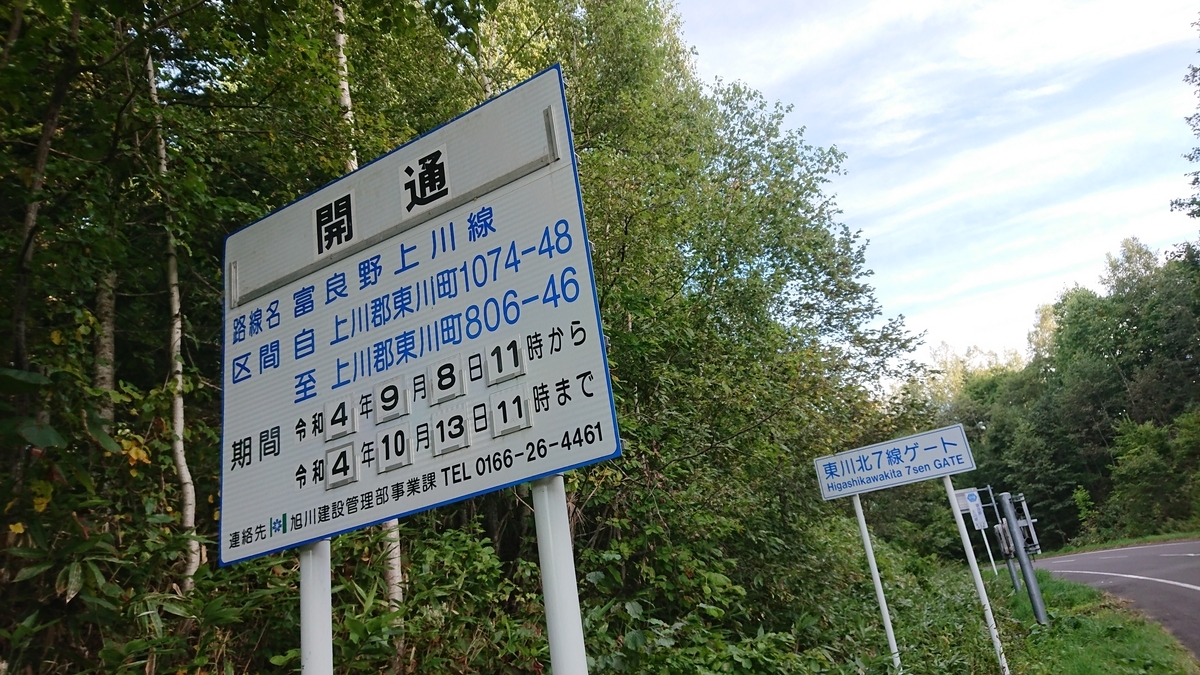 開通
路線名 富良野上川線
区間 自 上川郡東川町1074-48
至 上川郡東川町806-46
期間 令和4年9月8日11時から
令和4年10月13日11時まで
連絡先 旭川建設管理部事業課 TEL 0166-26-4461
東川北7線ゲート
Higashikawakita 7sen GATE